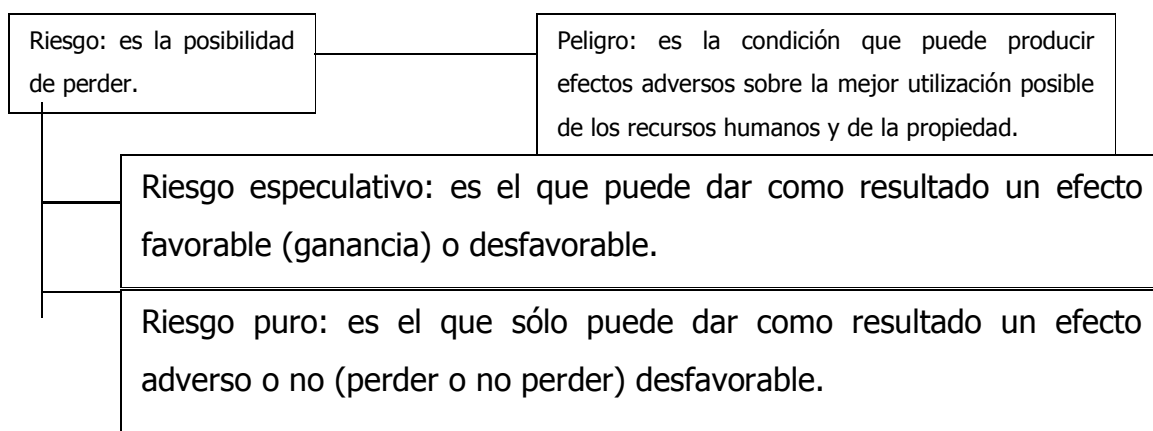 Riesgo: es la posibilidad
de perder.
Peligro: es la condición que puede producir
efectos adversos sobre la mejor utilización posible
de los recursos humanos y de la propiedad.
Riesgo especulativo: es el que puede dar como resultado un efecto
favorable (ganancia) o desfavorable.
Riesgo puro: es el que sólo puede dar como resultado un efecto
adverso o no (perder o no perder) desfavorable.